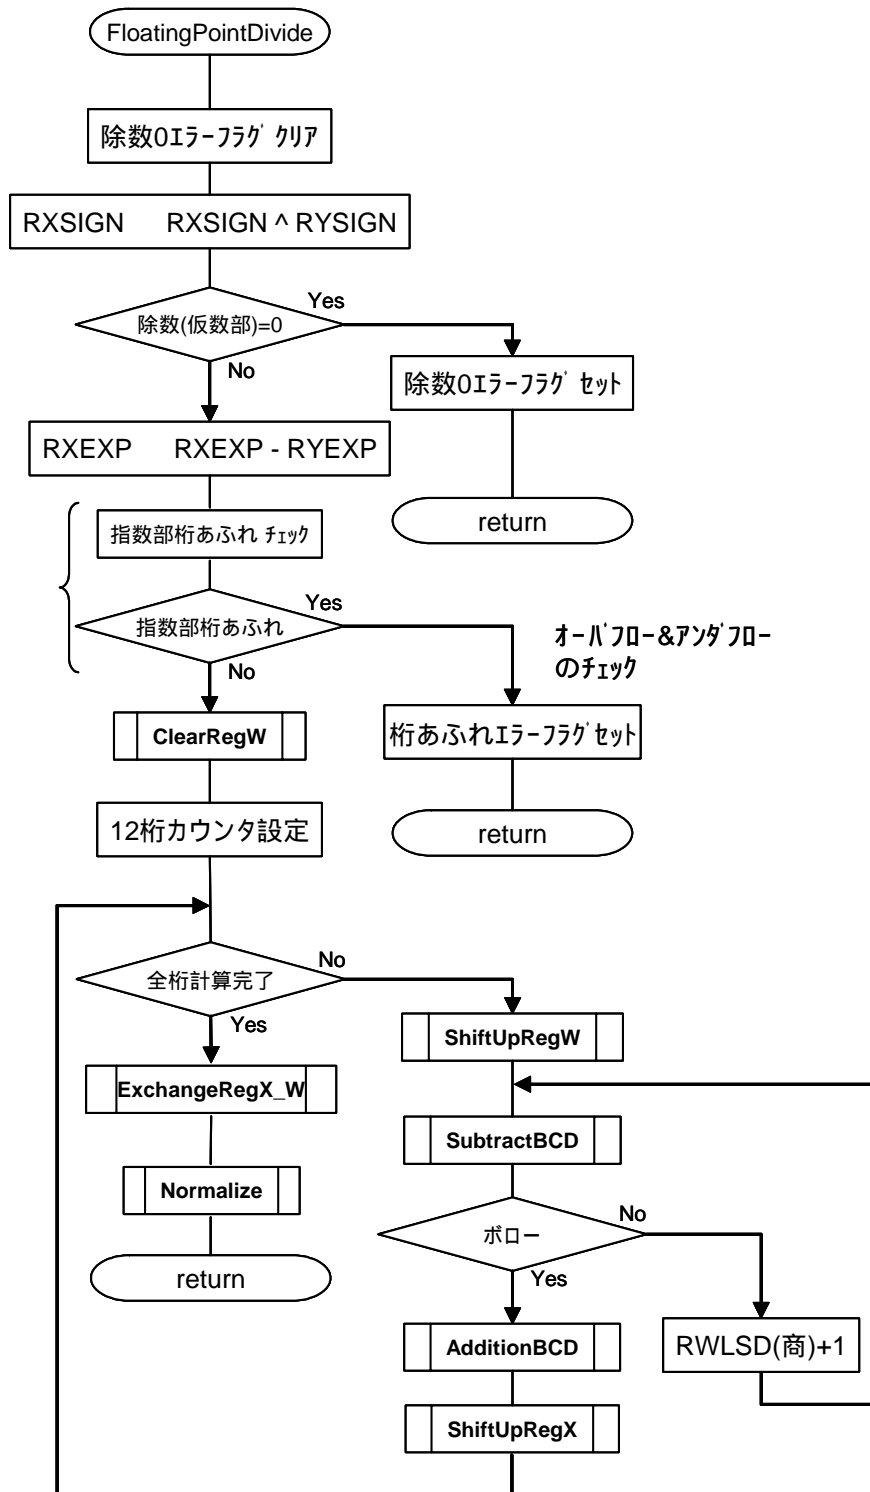 FloatingPointDivide
除数0ｴﾗｰﾌﾗｸﾞ ｸﾘｱ
RXSIGN RXSIGN ^ RYSIGN
除数(仮数部)=0
Yes
No
除数0ｴﾗｰﾌﾗｸﾞ ｾｯﾄ
RXEXP RXEXP - RYEXP
return
指数部桁あふれ ﾁｪｯｸ
指数部桁あふれ
Yes
No
ｵｰﾊﾞﾌﾛｰ&ｱﾝﾀﾞﾌﾛｰ
のﾁｪｯｸ
ClearRegW
桁あふれｴﾗｰﾌﾗｸﾞｾｯﾄ
12桁カウンタ設定
return
全桁計算完了
No
Yes
ShiftUpRegW
ExchangeRegX_W
SubtractBCD
Normalize
ボロー
No
Yes
return
AdditionBCD
RWLSD(商)+1
ShiftUpRegX